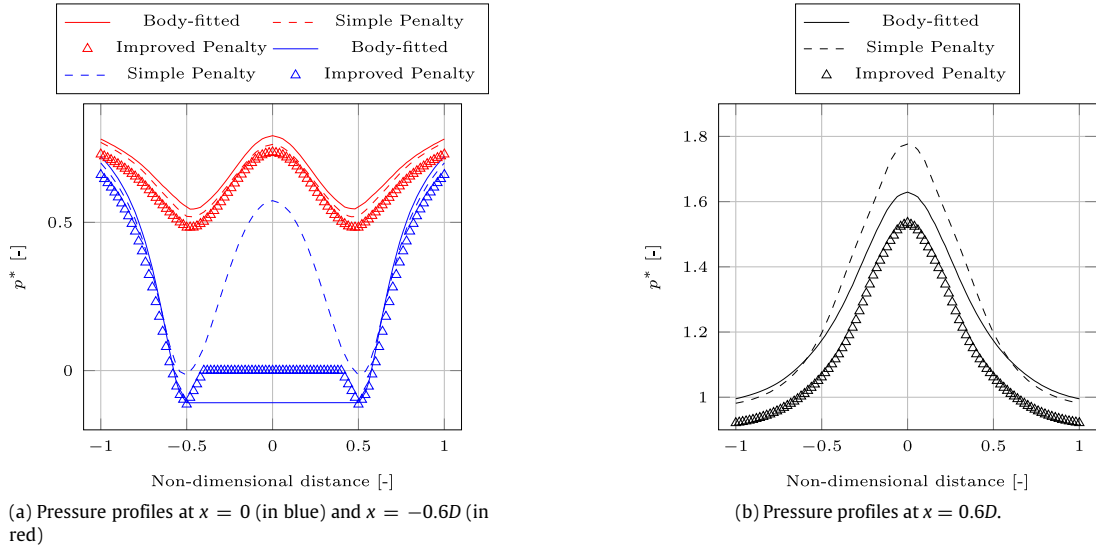 Body-fitted Simple Penalty
Improved Penalty Body-fitted
Simple Penalty Improved Penalty
0.5
0
−1 −0.5 0 0.5 1
p* [-]
Non-dimensional distance [-]
(a) Pressure profiles at x = 0 (in blue) and x = −0.6D (in
red)
Body-fitted
Simple Penalty
Improved Penalty
1.8
1.6
1.4
1.2
1
−1 −0.5 0 0.5 1
p* [-]
Non-dimensional distance [-]
(b) Pressure profiles at x = 0.6D.